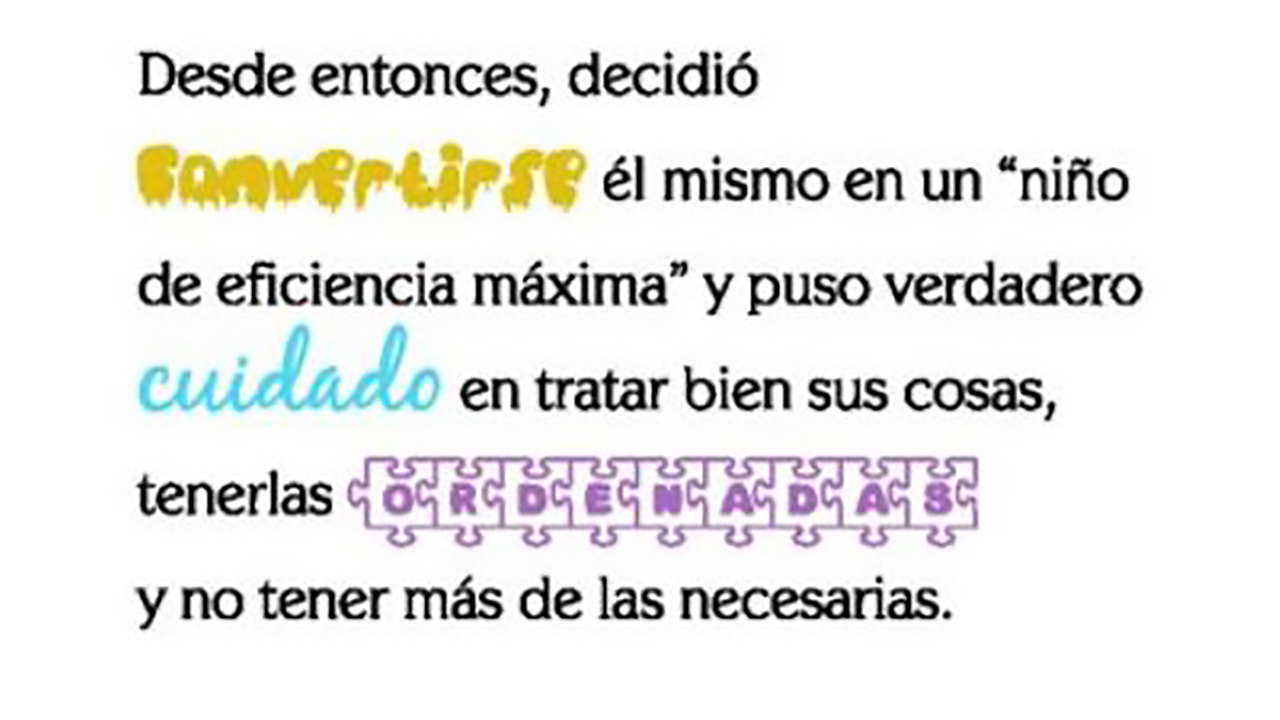 Desde entonces, decidió
convertirse él mismo en un “niño
de eficiencia máxima” y puso verdadero
cuidado en tratar bien sus cosas,
tenerlas ORDENADAS
y no tener más de las necesarias.